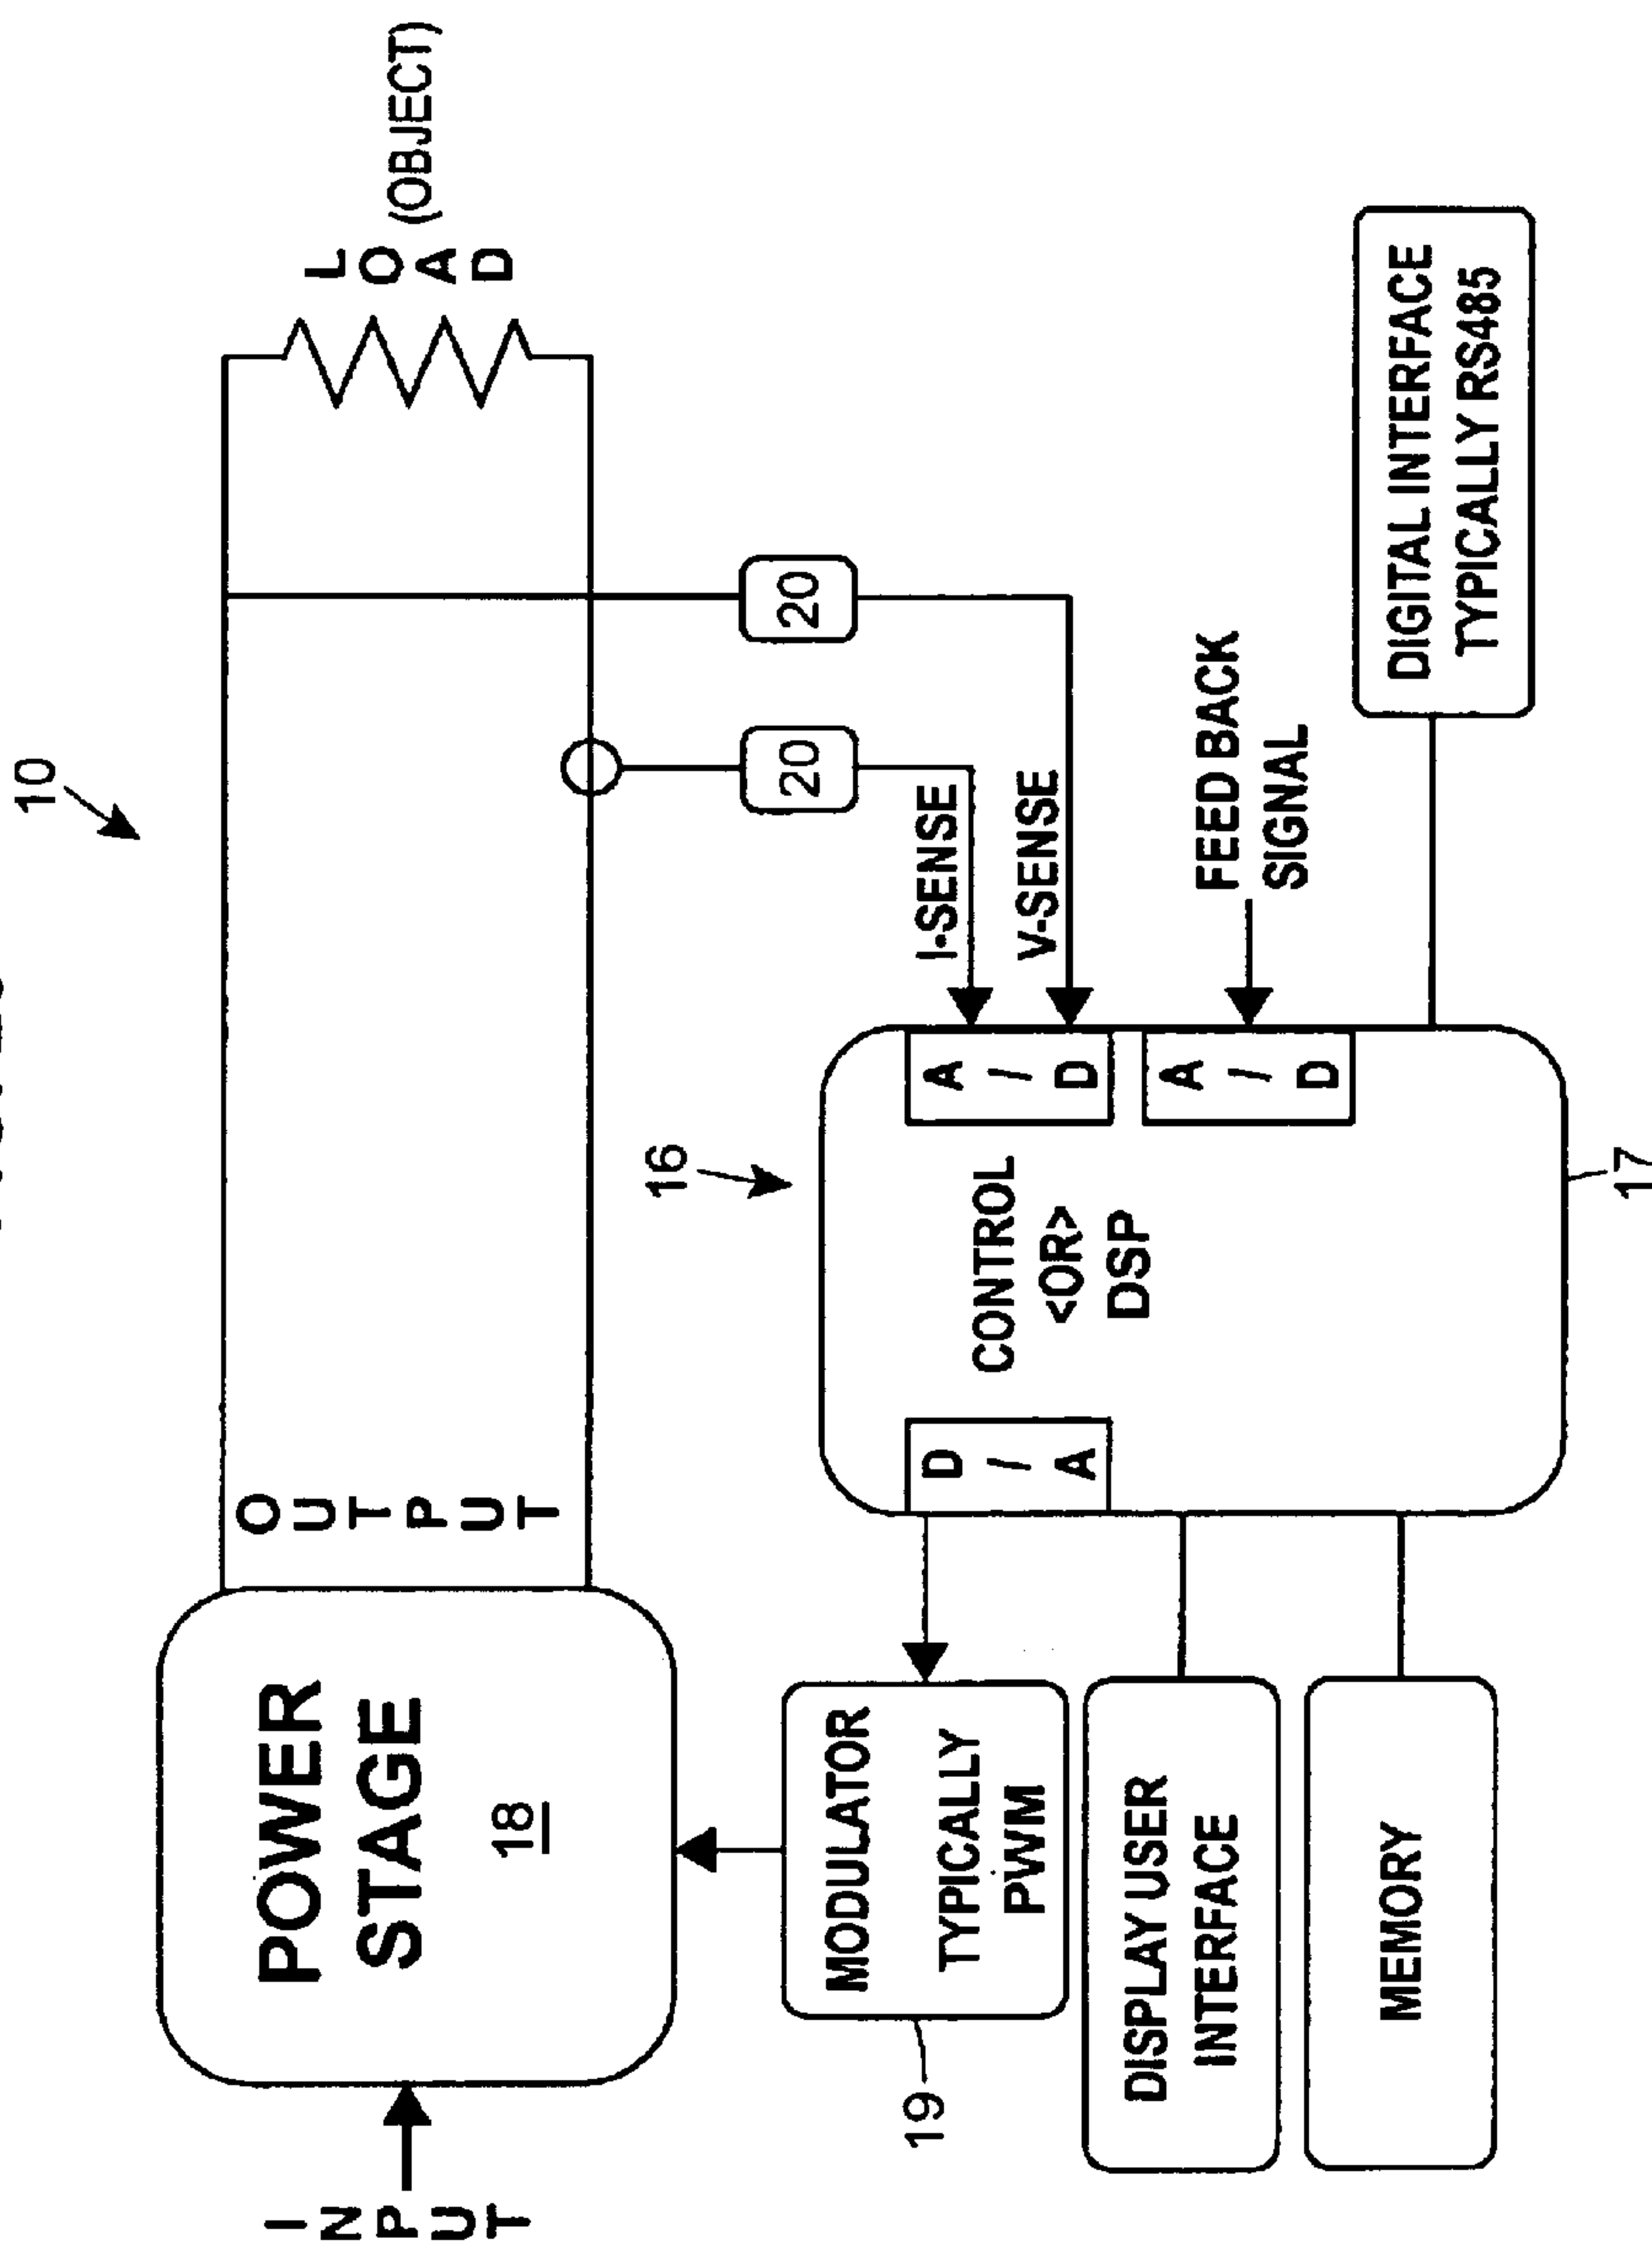 10
INPUT
POWER
STAGE
18
OUTPUT
LOAD
(OBJECT)
20
20
I-SENSE
V-SENSE
FEED BACK
SIGNAL
16
CONTROL
<OR>
DSP
D/A
A/D
A/D
17
MODULATOR
TYPICALLY
PWM
19
DISPLAY USER
INTERFACE
MEMORY
DIGITAL INTERFACE
TYPICALLY RS485